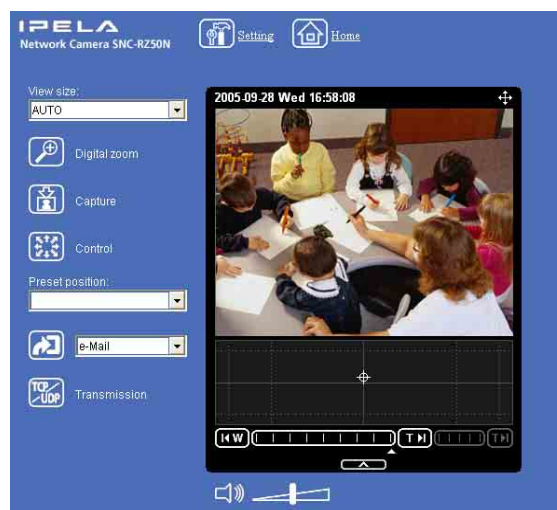 IPELA
Network Camera SNC-RZ50N
Setting
Home
View size:
AUTO
Digital zoom
Capture
Control
Preset position:
e-Mail
TCP/UDP
Transmission
2005-09-28 Wed 16:58:08
W
T
T